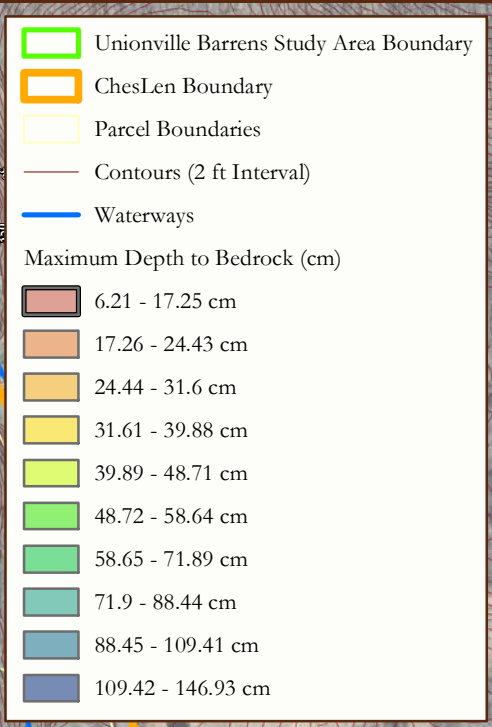 Unionville Barrens Study Area Boundary
ChesLen Boundary
Parcel Boundaries
Contours (2 ft Interval)
Waterways
Maximum Depth to Bedrock (cm)
6.21 - 17.25 cm
17.26 - 24.43 cm
24.44 - 31.6 cm
31.61 - 39.88 cm
39.89 - 48.71 cm
48.72 - 58.64 cm
58.65 - 71.89 cm
71.9 - 88.44 cm
88.45 - 109.41 cm
109.42 - 146.93 cm